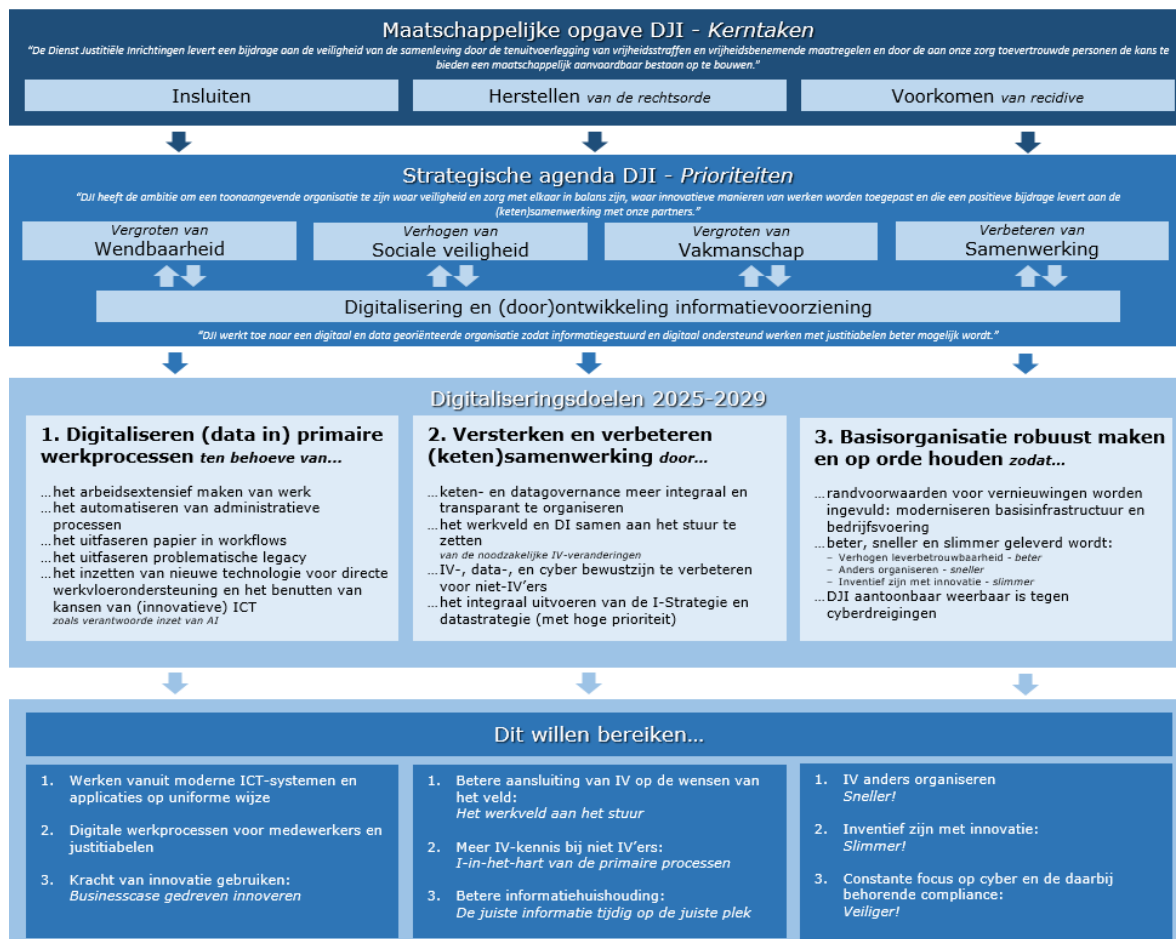 Maatschappelijke opgave DJI - Kerntaken
“De Dienst Justitiële Inrichtingen levert een bijdrage aan de veiligheid van de samenleving door de tenuitvoerlegging van vrijheidsstraffen en vrijheidsbenemende maatregelen en door de aan onze zorg toevertrouwde personen de kans te
bieden een maatschappelijk aanvaardbaar bestaan op te bouwen.”
Insluiten
Herstellen van de rechtsorde
Voorkomen van recidive
Strategische agenda DJI - Prioriteiten
“DJI heeft de ambitie om een toonaangevende organisatie te zijn waar veiligheid en zorg met elkaar in balans zijn, waar innovatieve manieren van werken worden toegepast en die een positieve bijdrage levert aan de
(keten)samenwerking met onze partners.”
Vergroten van
Wendbaarheid
Verhogen van
Sociale veiligheid
Vergroten van
Vakmanschap
Verbeteren van
Samenwerking
Digitalisering en (door)ontwikkeling informatievoorziening
“DJI werkt toe naar een digitaal en data georiënteerde organisatie zodat informatiegestuurd en digitaal ondersteund werken met justitiabelen beter mogelijk wordt.”
Digitaliseringsdoelen 2025-2029
1. Digitaliseren (data in) primaire
werkprocessen ten behoeve van...
...het arbeidsextensief maken van werk
...het automatiseren van administratieve
processen
...het uitfaseren papier in workflows
...het uitfaseren problematische legacy
...het inzetten van nieuwe technologie voor directe
werkvloerondersteuning en het benutten van
kansen van (innovatieve) ICT
zoals verantwoorde inzet van AI
2. Versterken en verbeteren
(keten)samenwerking door...
...keten- en datagovernance meer integraal en
transparant te organiseren
...het werkveld en DI samen aan het stuur te
zetten
van de noodzakelijke IV-veranderingen
...IV-, data-, en cyber bewustzijn te verbeteren
voor niet-IV’ers
...het integraal uitvoeren van de I-Strategie en
datastrategie (met hoge prioriteit)
3. Basisorganisatie robuust maken
en op orde houden zodat...
...randvoorwaarden voor vernieuwingen worden
ingevuld: moderniseren basisinfrastructuur en
bedrijfsvoering
...beter, sneller en slimmer geleverd wordt:
– Verhogen leverbetrouwbaarheid - beter
– Anders organiseren - sneller
– Inventief zijn met innovatie - slimmer
...DJI aantoonbaar weerbaar is tegen
cyberdreigingen
Dit willen bereiken...
1. Werken vanuit moderne ICT-systemen en
applicaties op uniforme wijze
2. Digitale werkprocessen voor medewerkers en
justitiabelen
3. Kracht van innovatie gebruiken:
Businesscase gedreven innoveren
1. Betere aansluiting van IV op de wensen van
het veld:
Het werkveld aan het stuur
2. Meer IV-kennis bij niet IV’ers:
I-in-het-hart van de primaire processen
3. Betere informatiehuishouding:
De juiste informatie tijdig op de juiste plek
1. IV anders organiseren
Sneller!
2. Inventief zijn met innovatie:
Slimmer!
3. Constante focus op cyber en de daarbij
behorende compliance:
Veiliger!